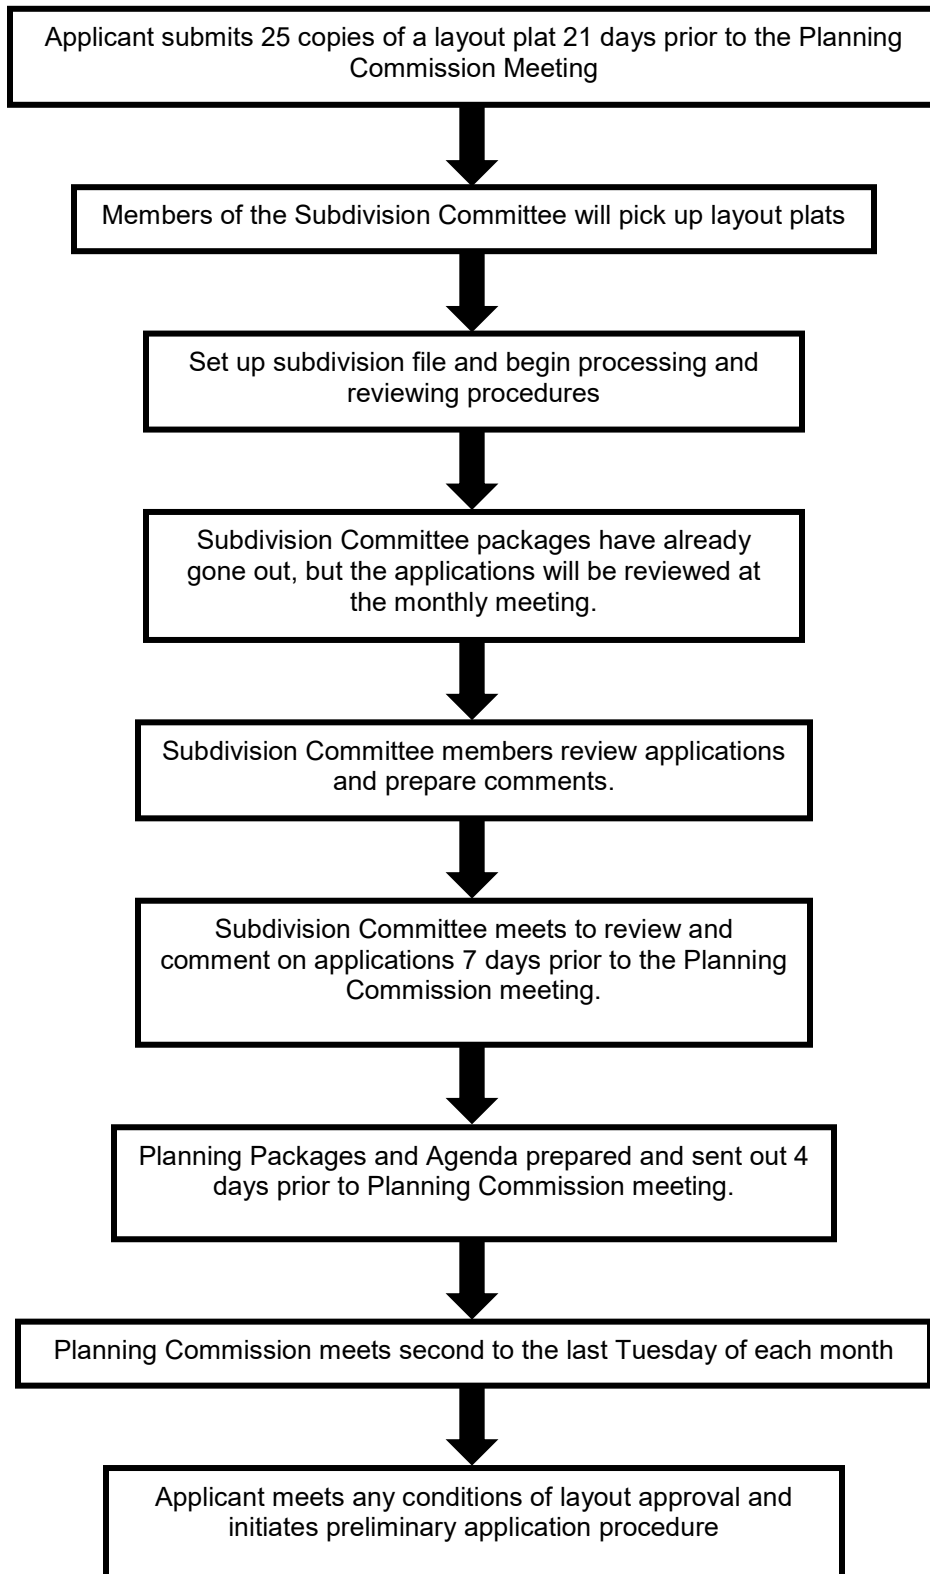 Applicant submits 25 copies of a layout plat 21 days prior to the Planning
Commission Meeting
Members of the Subdivision Committee will pick up layout plats
Set up subdivision file and begin processing and
reviewing procedures
Subdivision Committee packages have already
gone out, but the applications will be reviewed at
the monthly meeting.
Subdivision Committee members review applications
and prepare comments.
Subdivision Committee meets to review and
comment on applications 7 days prior to the Planning
Commission meeting.
Planning Packages and Agenda prepared and sent out 4
days prior to Planning Commission meeting.
Planning Commission meets second to the last Tuesday of each month
Applicant meets any conditions of layout approval and
initiates preliminary application procedure